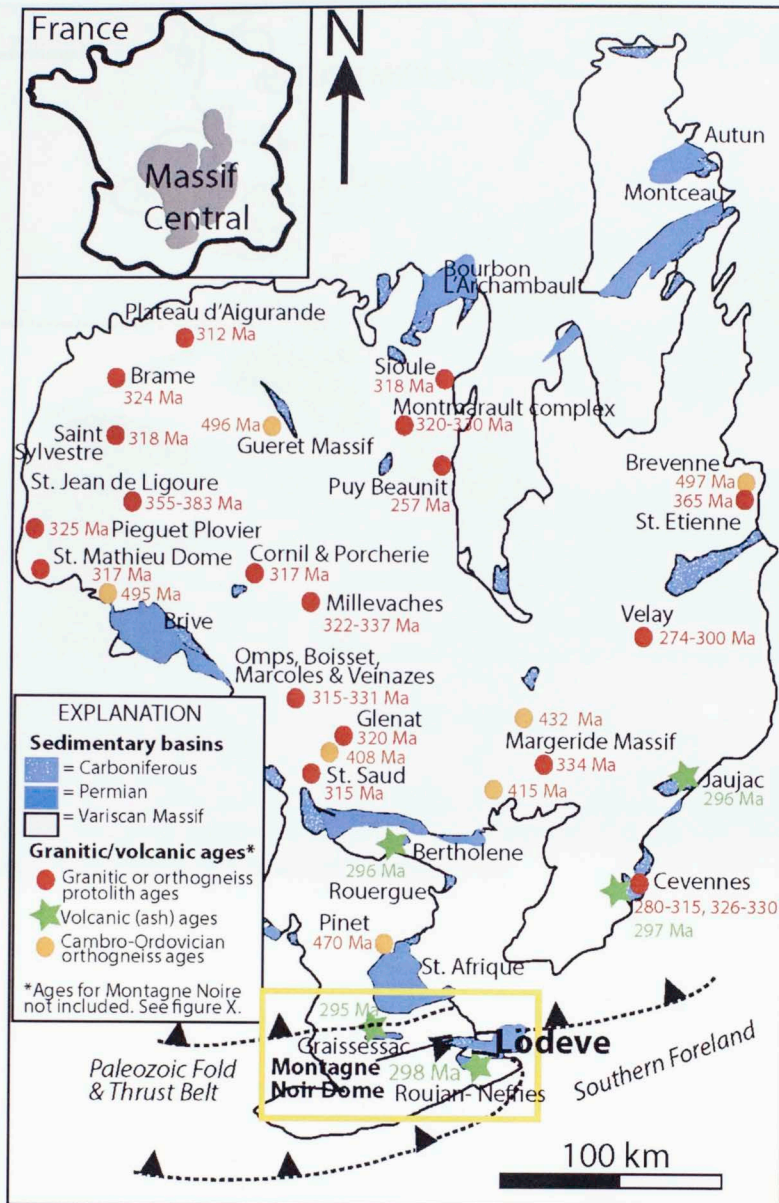 France
Massif
Central
N
Autun
Montceau
Bourbon
L'Archambault
Plateau d'Aigurande
312 Ma
Brame
324 Ma
Sioule
318 Ma
Saint
Sylvestre
318 Ma
496 Ma
Gueret Massif
Montmarault complex
320-330 Ma
St. Jean de Ligoure
355-383 Ma
Puy Beaunit
257 Ma
Brevenne
497 Ma
365 Ma
St. Etienne
325 Ma Pieguet Plovier
St. Mathieu Dome
317 Ma
495 Ma
Cornil & Porcherie
317 Ma
Millevaches
322-337 Ma
Brive
Velay
274-300 Ma
Omps, Boisset,
Marcoles & Veinazes
315-331 Ma
Glenat
320 Ma
408 Ma
St. Saud
315 Ma
432 Ma
Margeride Massif
334 Ma
415 Ma
Jaujac
296 Ma
EXPLANATION
Sedimentary basins
= Carboniferous
= Permian
= Variscan Massif
Granitic/volcanic ages*
Granitic or orthogneiss
protolith ages
Volcanic (ash) ages
Cambro-Ordovician
orthogneiss ages
*Ages for Montagne Noire
not included. See figure X.
Bertholene
296 Ma
Rouergue
Cevennes
280-315, 326-330
297 Ma
Pinet
470 Ma
St. Afrique
295 Ma
Graissessac
Lodeve
Montagne
Noir Dome
298 Ma
Roujan- Neffies
Paleozoic Fold
& Thrust Belt
Southern Foreland
100 km